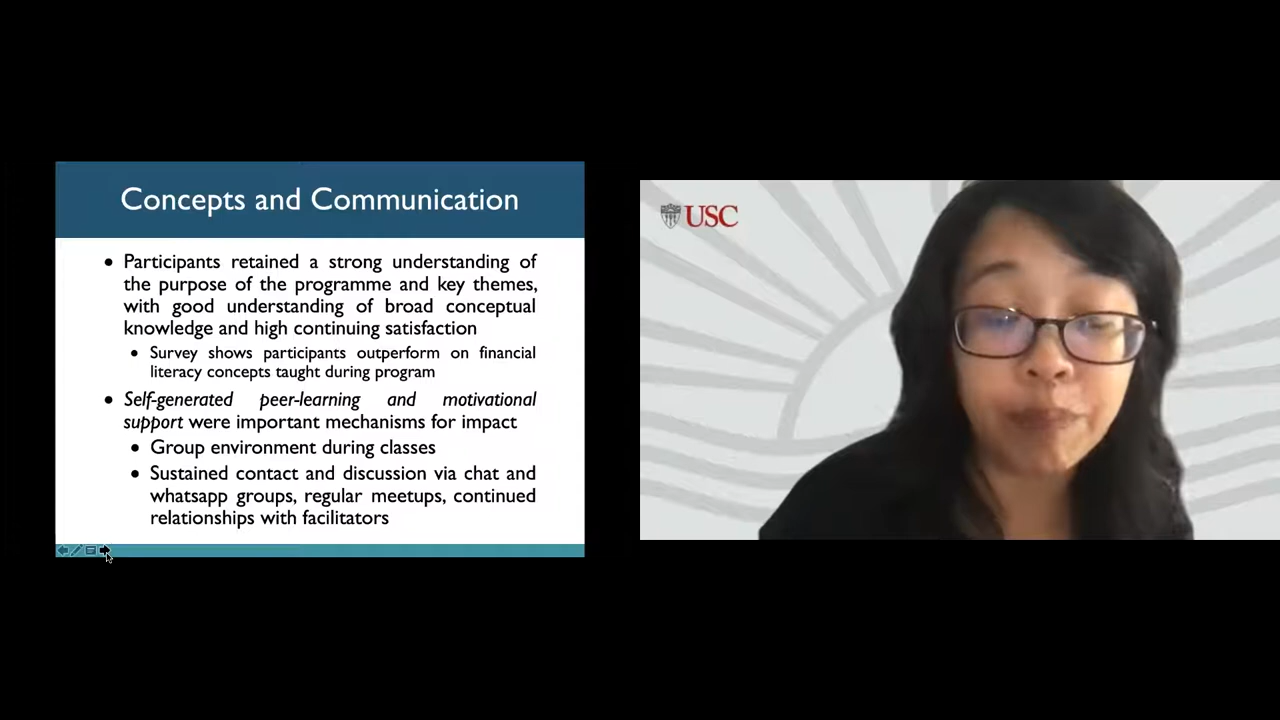 Concepts and Communication
• Participants retained a strong understanding of
the purpose of the programme and key themes,
with good understanding of broad conceptual
knowledge and high continuing satisfaction
• Survey shows participants outperform on financial
literacy concepts taught during program
• Self-generated peer-learning and motivational
support were important mechanisms for impact
• Group environment during classes
• Sustained contact and discussion via chat and
whatsapp groups, regular meetups, continued
relationships with facilitators
USC